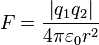 F = |q₁q₂| / 4πε₀r²